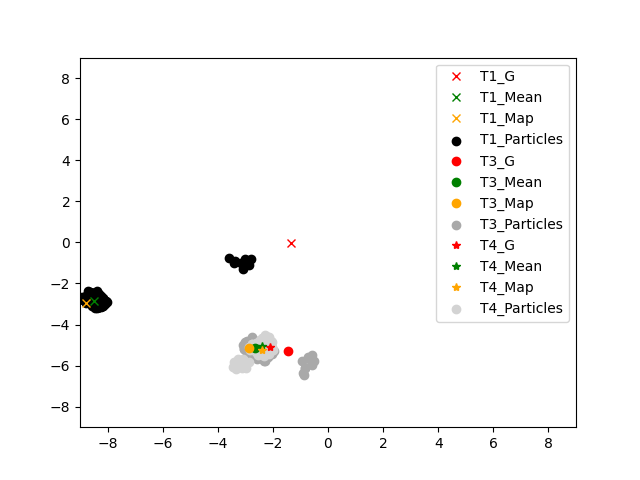 8
6
4
2
0
−2
−4
−6
−8
−8 −6 −4 −2 0 2 4 6 8
T1_G
T1_Mean
T1_Map
T1_Particles
T3_G
T3_Mean
T3_Map
T3_Particles
T4_G
T4_Mean
T4_Map
T4_Particles